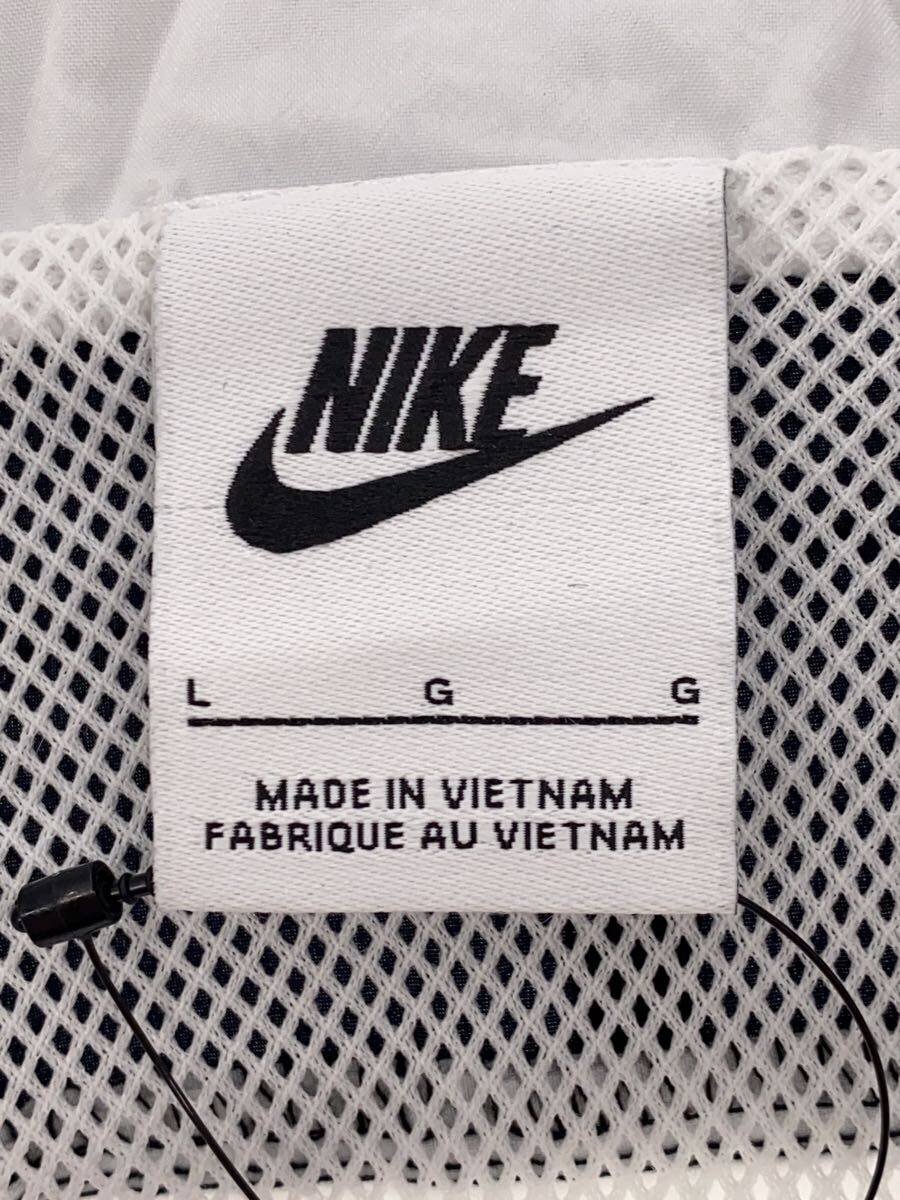 NIKE
L G G
MADE IN VIETNAM
FABRIQUE AU VIETNAM